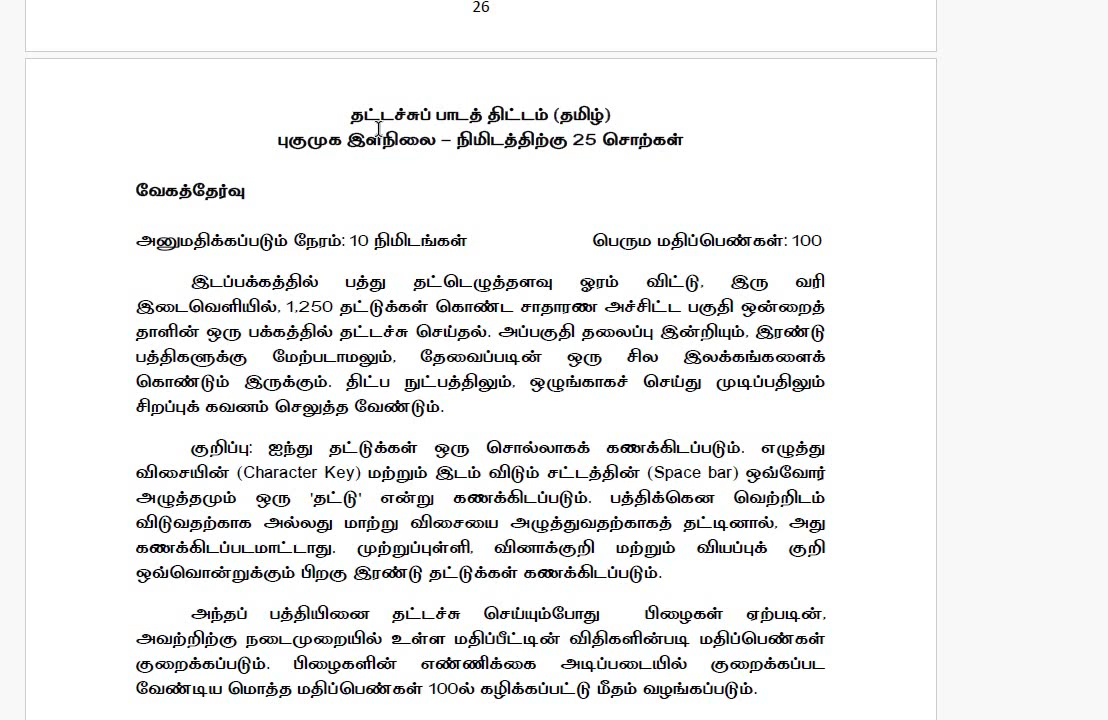 26
தட்டச்சுப் பாடத் திட்டம் (தமிழ்)
புகுமுக இளநிலை – நிமிடத்திற்கு 25 சொற்கள்
வேகத்தேர்வு
அனுமதிக்கப்படும் நேரம்: 10 நிமிடங்கள் பெரும மதிப்பெண்கள்: 100
இடப்பக்கத்தில் பத்து தட்டெழுத்தளவு ஓரம் விட்டு, இரு வரி
இடைவெளியில், 1,250 தட்டுக்கள் கொண்ட சாதாரண அச்சிட்ட பகுதி ஒன்றைத்
தாளின் ஒரு பக்கத்தில் தட்டச்சு செய்தல். அப்பகுதி தலைப்பு இன்றியும், இரண்டு
பத்திகளுக்கு மேற்படாமலும், தேவைப்படின் ஒரு சில இலக்கங்களைக்
கொண்டும் இருக்கும். திட்ப நுட்பத்திலும், ஒழுங்காகச் செய்து முடிப்பதிலும்
சிறப்புக் கவனம் செலுத்த வேண்டும்.
குறிப்பு: ஐந்து தட்டுக்கள் ஒரு சொல்லாகக் கணக்கிடப்படும். எழுத்து
விசையின் (Character Key) மற்றும் இடம் விடும் சட்டத்தின் (Space bar) ஒவ்வோர்
அழுத்தமும் ஒரு 'தட்டு' என்று கணக்கிடப்படும். பத்திக்கென வெற்றிடம்
விடுவதற்காக அல்லது மாற்று விசையை அழுத்துவதற்காகத் தட்டினால், அது
கணக்கிடப்படமாட்டாது. முற்றுப்புள்ளி, வினாக்குறி மற்றும் வியப்புக் குறி
ஒவ்வொன்றுக்கும் பிறகு இரண்டு தட்டுக்கள் கணக்கிடப்படும்.
அந்தப் பத்தியினை தட்டச்சு செய்யும்போது பிழைகள் ஏற்படின்,
அவற்றிற்கு நடைமுறையில் உள்ள மதிப்பீட்டின் விதிகளின்படி மதிப்பெண்கள்
குறைக்கப்படும். பிழைகளின் எண்ணிக்கை அடிப்படையில் குறைக்கப்பட
வேண்டிய மொத்த மதிப்பெண்கள் 100ல் கழிக்கப்பட்டு மீதம் வழங்கப்படும்.